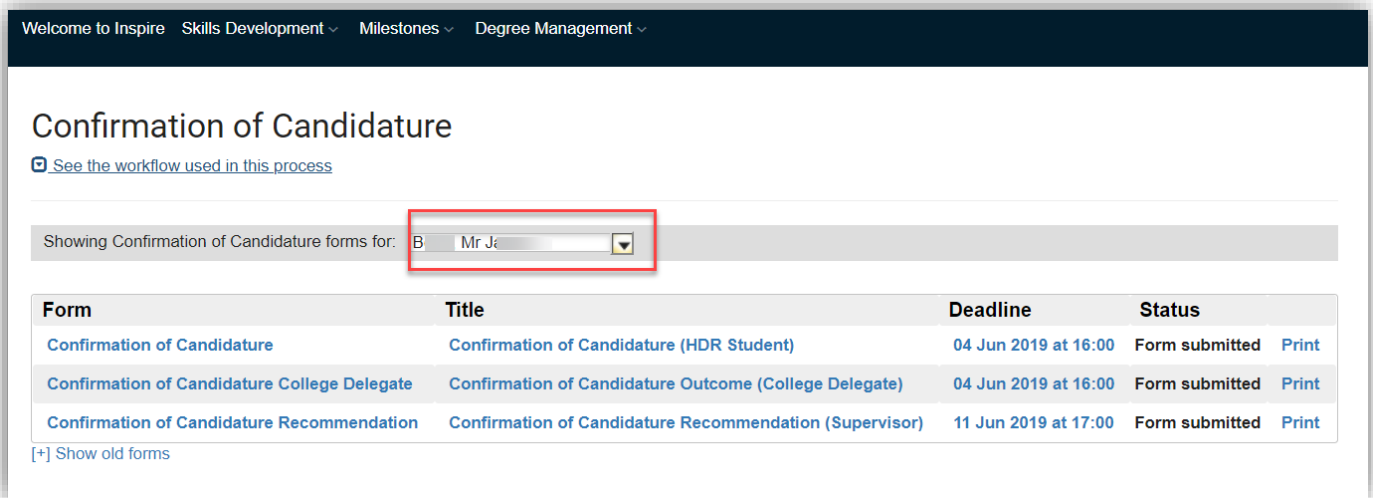 Welcome to Inspire Skills Development Milestones Degree Management
Confirmation of Candidature
See the workflow used in this process
Showing Confirmation of Candidature forms for: Mr
Form Title Deadline Status
Confirmation of Candidature Confirmation of Candidature (HDR Student) 04 Jun 2019 at 16:00 Form submitted Print
Confirmation of Candidature College Delegate Confirmation of Candidature Outcome (College Delegate) 04 Jun 2019 at 16:00 Form submitted Print
Confirmation of Candidature Recommendation Confirmation of Candidature Recommendation (Supervisor) 11 Jun 2019 at 17:00 Form submitted Print
[+] Show old forms